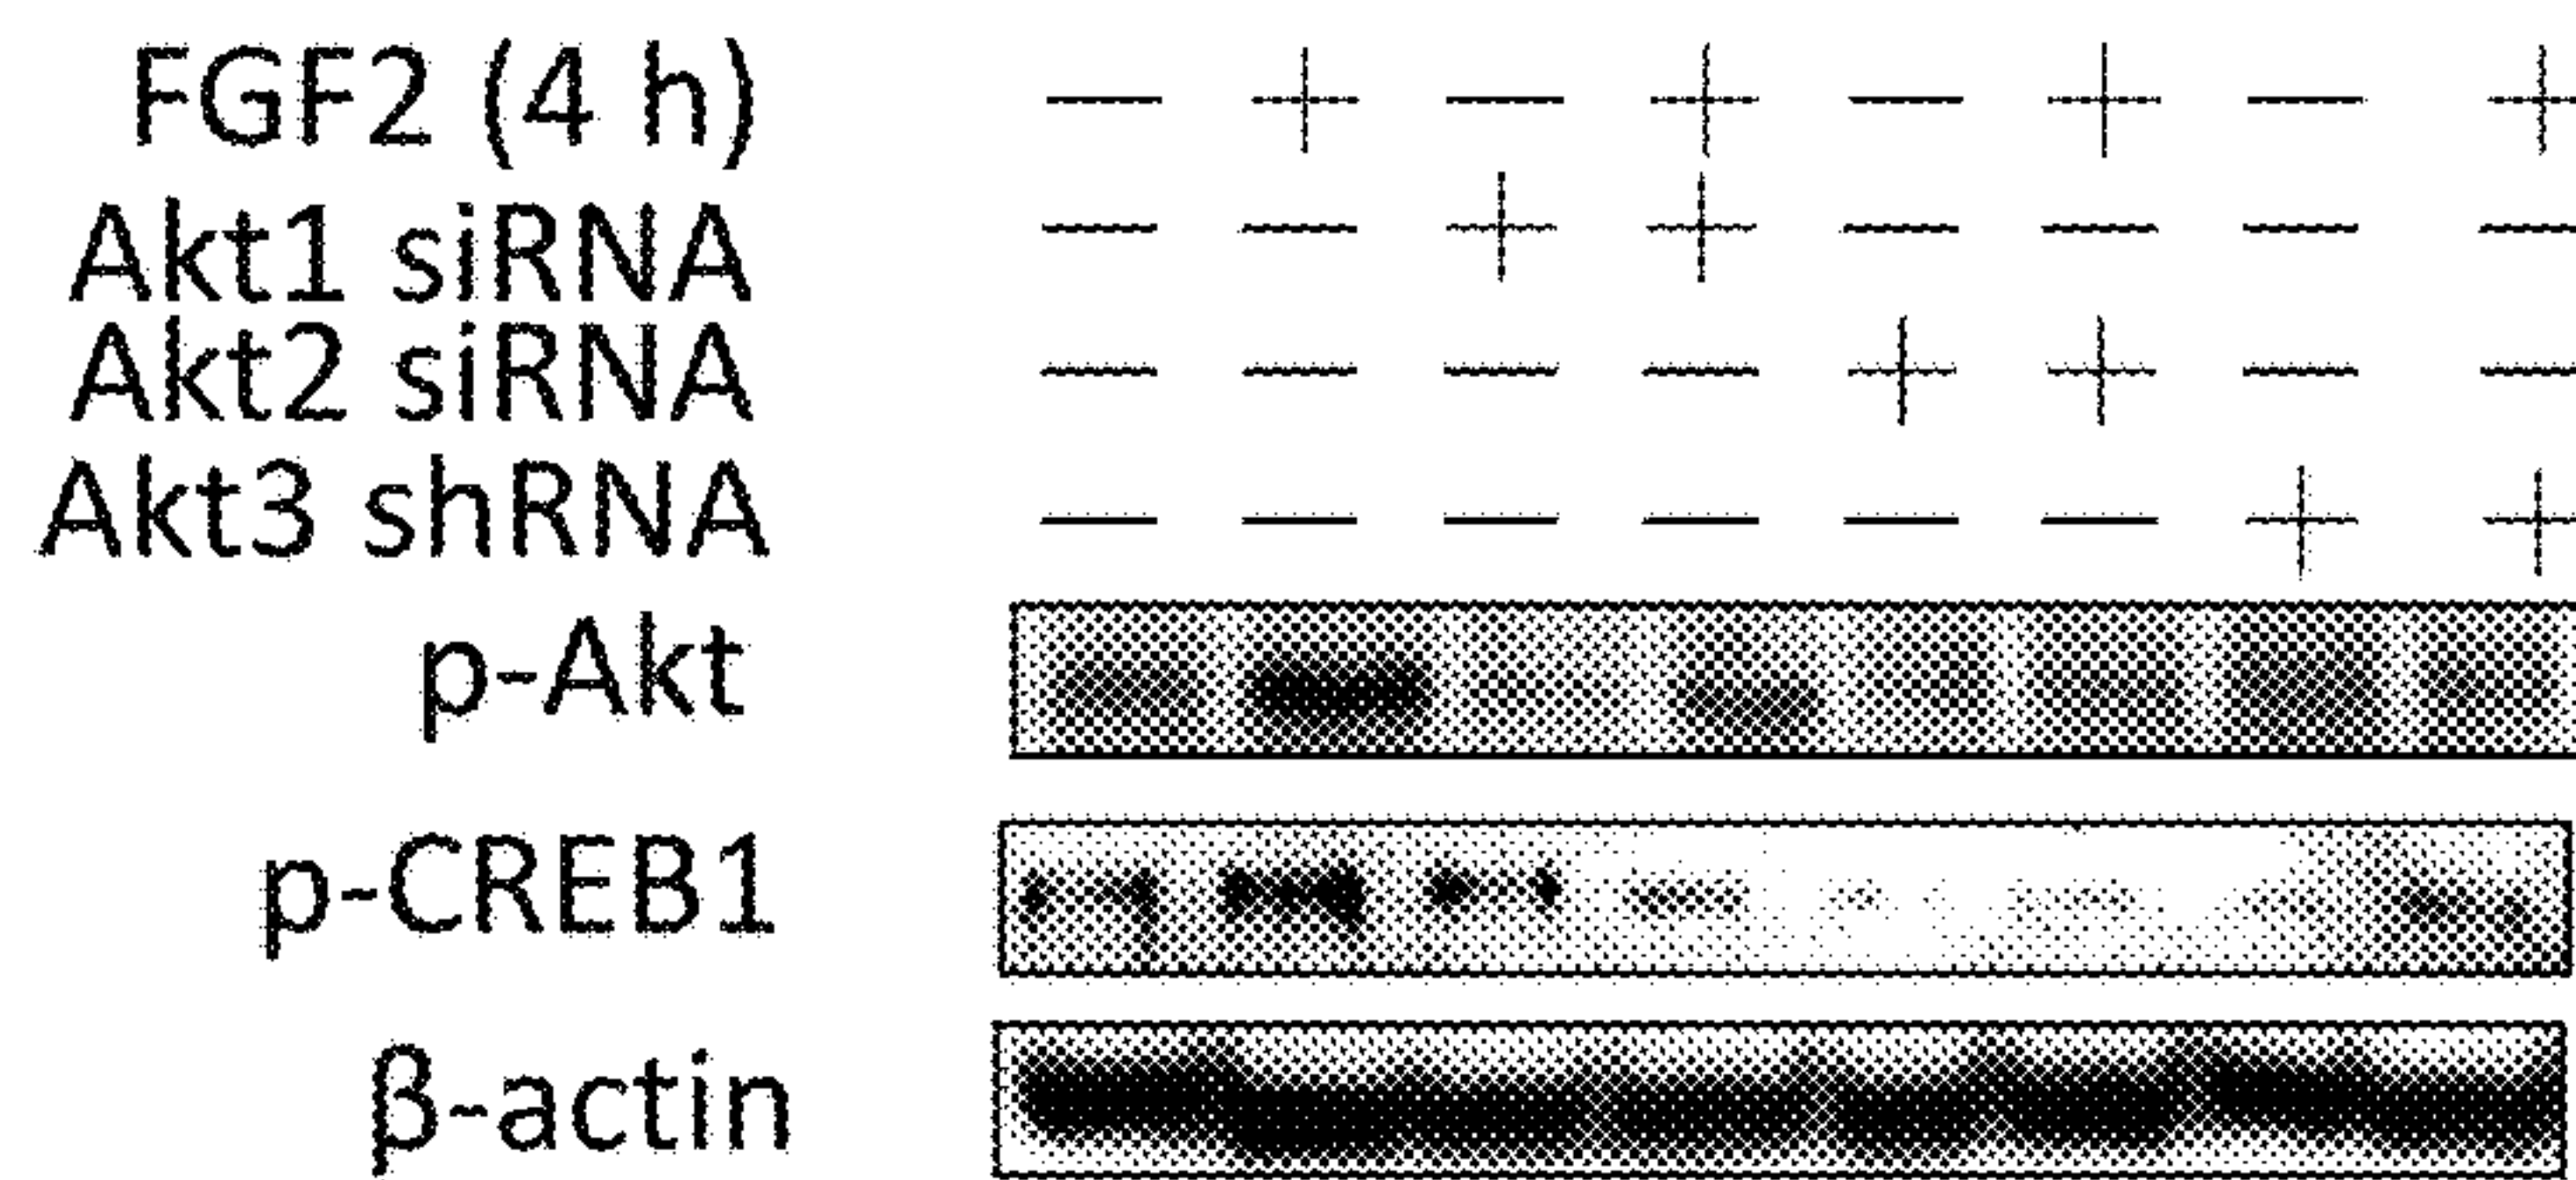 FGF2 (4 h) — + — + — + — +
Akt1 siRNA — — + + — — — —
Akt2 siRNA — — — — + + — —
Akt3 shRNA — — — — — — + +
p-Akt
p-CREB1
β-actin